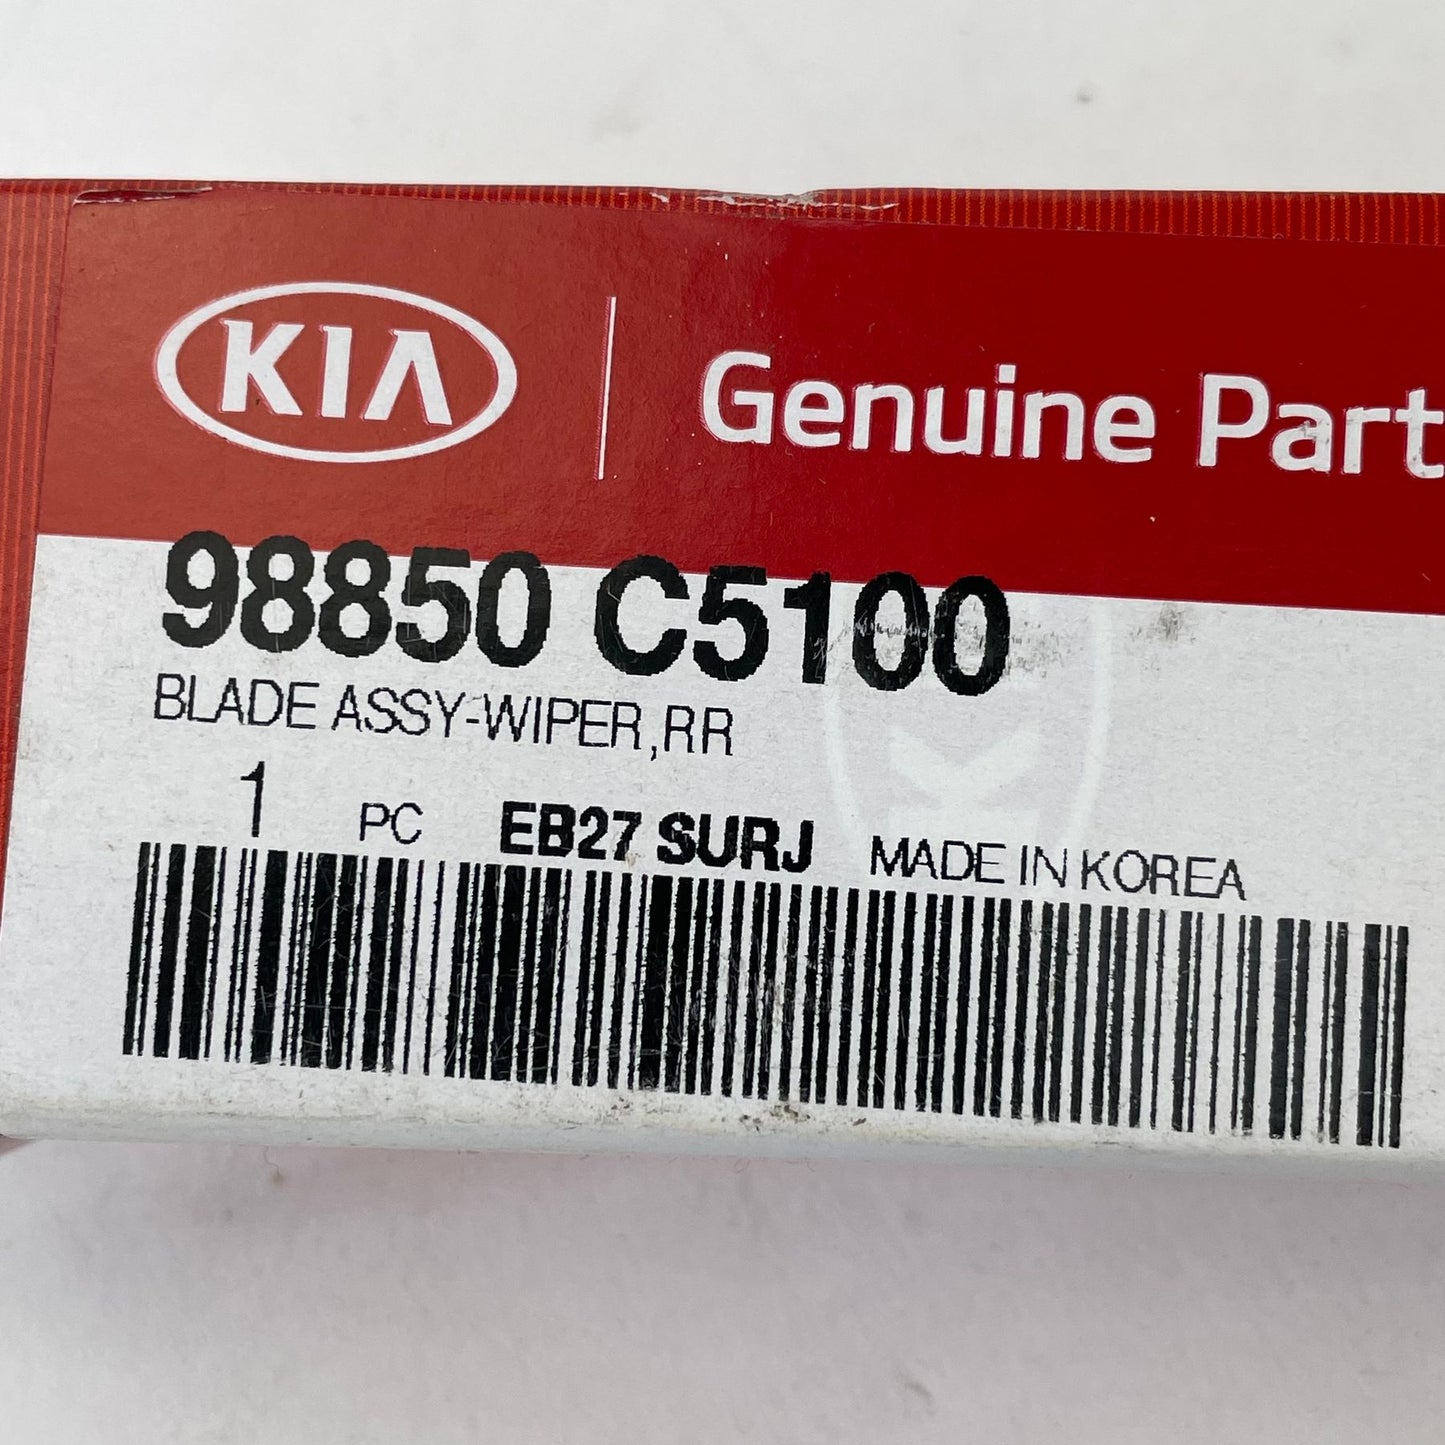 KIA
Genuine Part
98850 C5100
BLADE ASSY-WIPER,RR
1 PC EB27 SURJ MADE IN KOREA